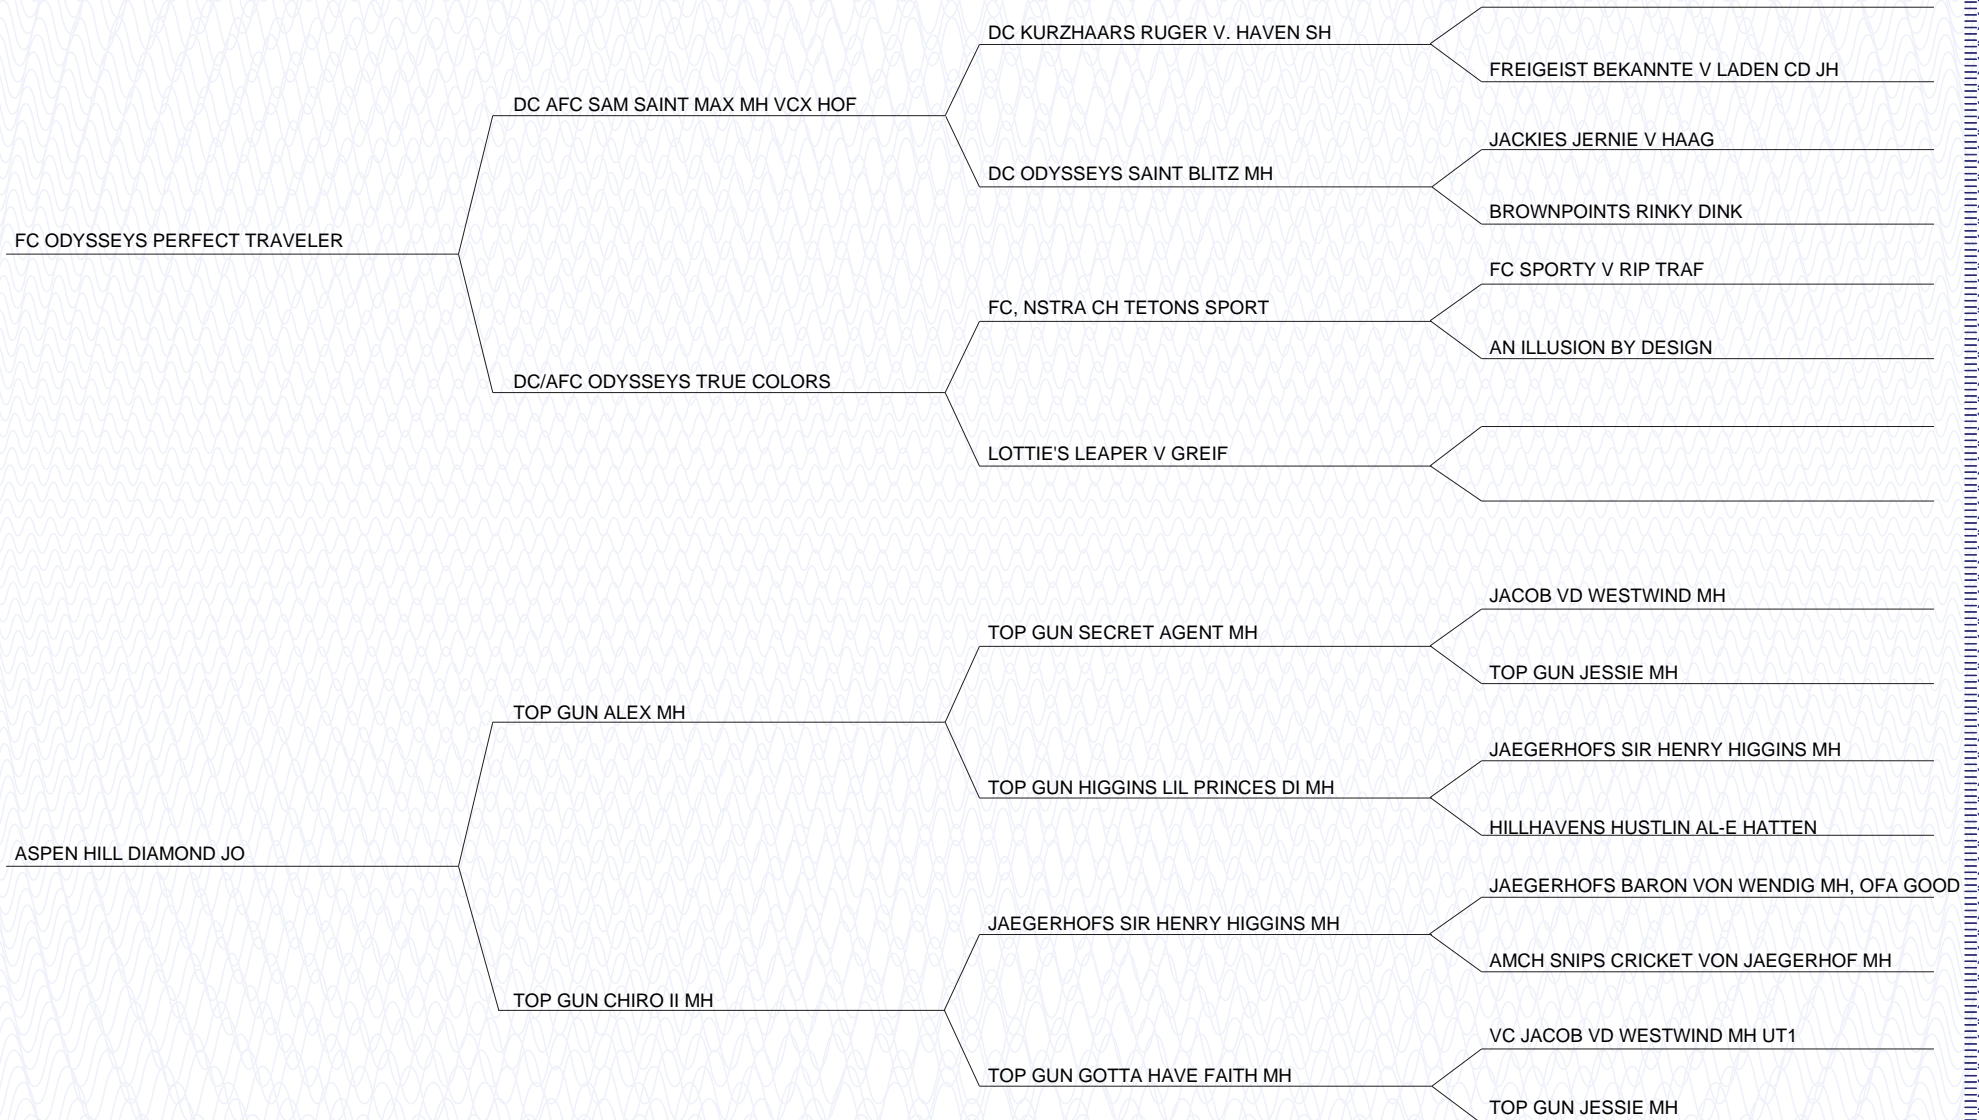 DC KURZHAARS RUGER V. HAVEN SH
FREIGEIST BEKANNTE V LADEN CD JH
DC AFC SAM SAINT MAX MH VCX HOF
JACKIES JERNIE V HAAG
DC ODYSSEYS SAINT BLITZ MH
BROWNPOINTS RINKY DINK
FC ODYSSEYS PERFECT TRAVELER
FC SPORTY V RIP TRAF
FC, NSTRA CH TETONS SPORT
AN ILLUSION BY DESIGN
DC/AFC ODYSSEYS TRUE COLORS
LOTTIE'S LEAPER V GREIF
JACOB VD WESTWIND MH
TOP GUN SECRET AGENT MH
TOP GUN JESSIE MH
TOP GUN ALEX MH
JAEGERHOFS SIR HENRY HIGGINS MH
TOP GUN HIGGINS LIL PRINCES DI MH
HILLHAVENS HUSTLIN AL-E HATTEN
ASPEN HILL DIAMOND JO
JAEGERHOFS BARON VON WENDIG MH, OFA GOOD
JAEGERHOFS SIR HENRY HIGGINS MH
AMCH SNIPS CRICKET VON JAEGERHOF MH
TOP GUN CHIRO II MH
VC JACOB VD WESTWIND MH UT1
TOP GUN GOTTA HAVE FAITH MH
TOP GUN JESSIE MH